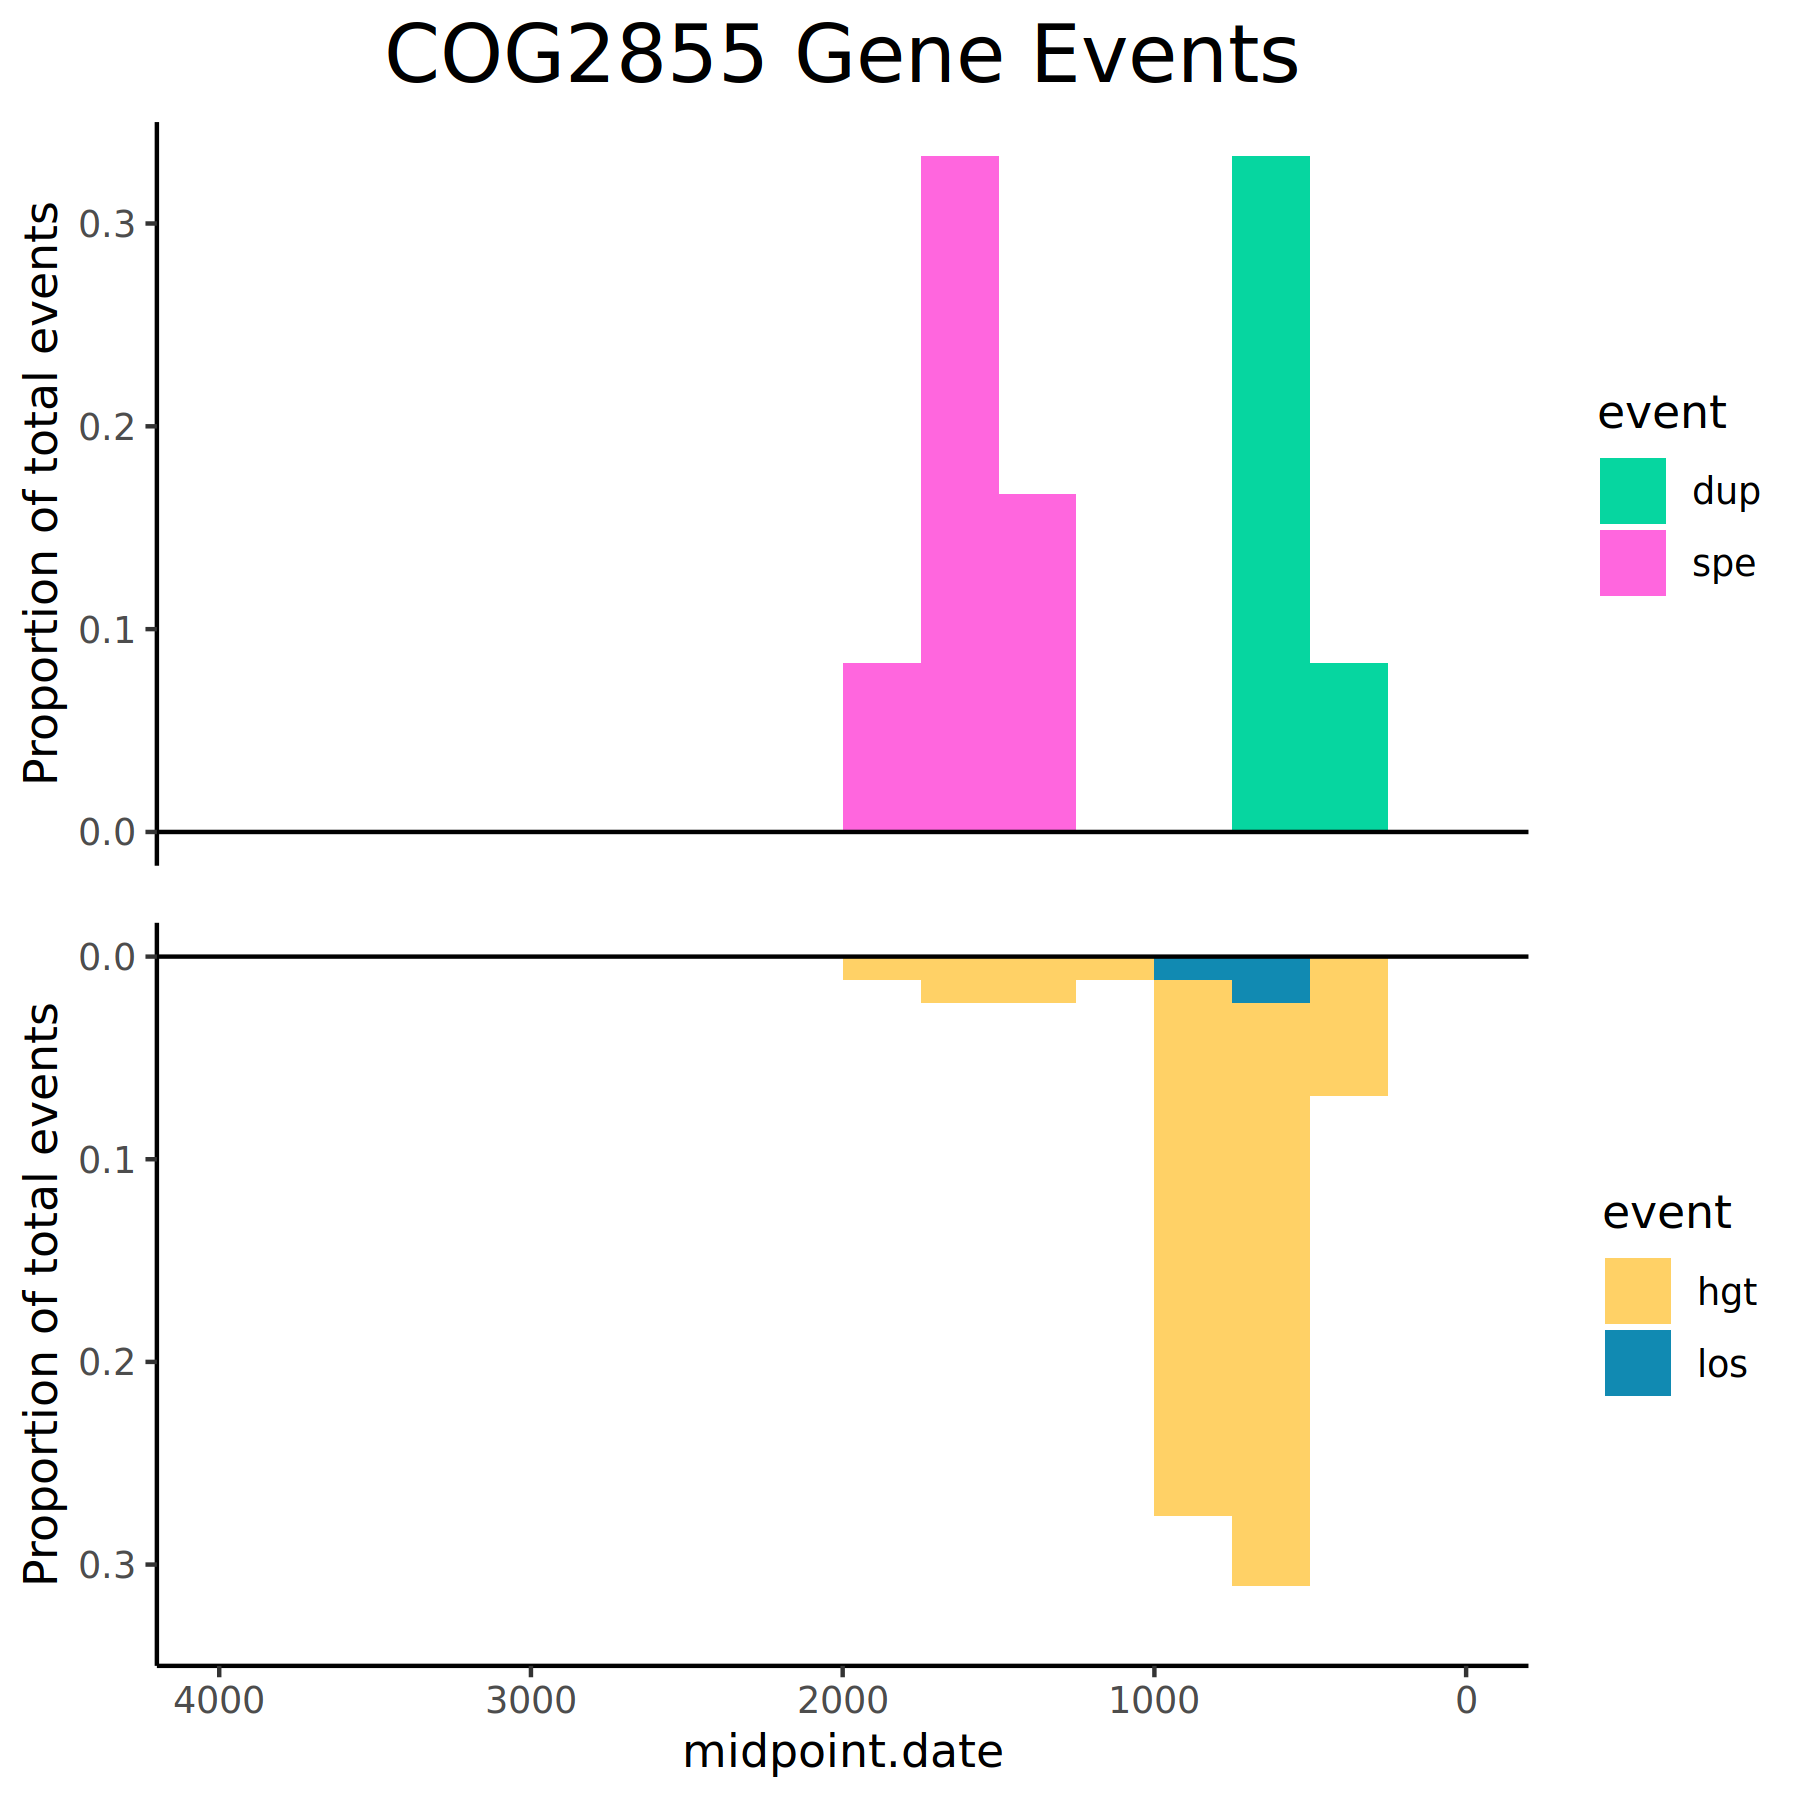 COG2855 Gene Events
Proportion of total events
0.3
0.2
0.1
0.0
event
dup
spe
Proportion of total events
0.0
0.1
0.2
0.3
event
hgt
los
4000 3000 2000 1000 0
midpoint.date